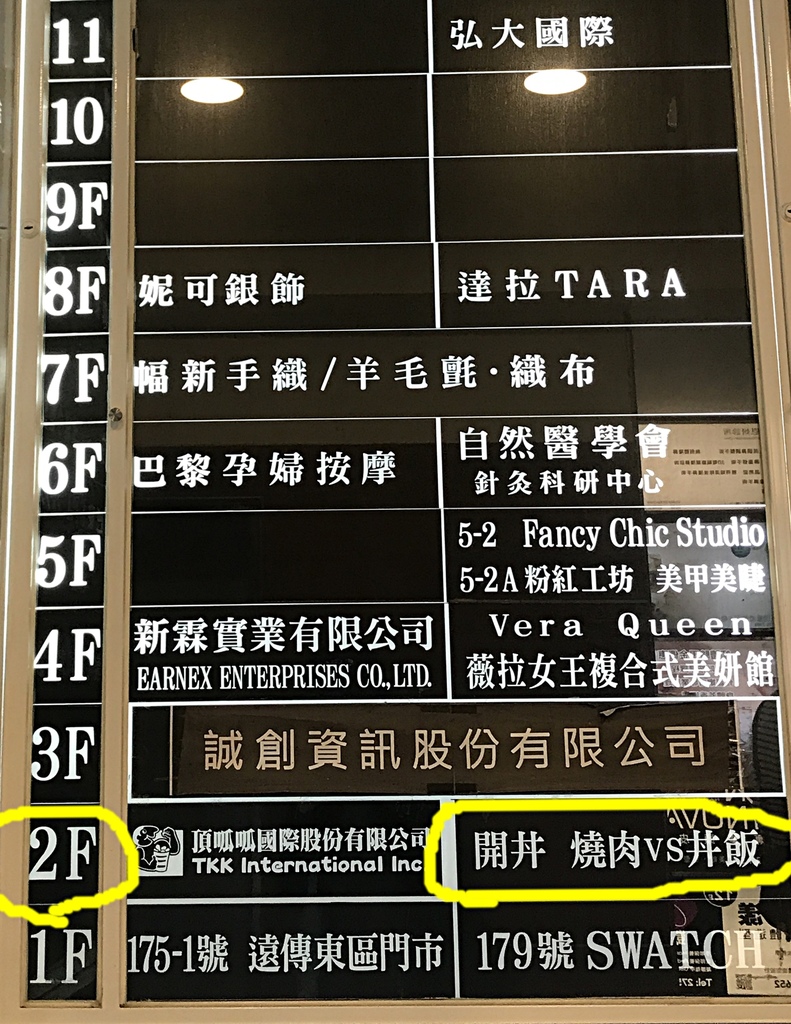 11
弘大國際
10
9F
8F
妮可銀飾
達拉TARA
7F
幅新手織/羊毛氈·織布
6F
巴黎孕婦按摩
自然醫學會
針灸科研中心
5F
5-2 Fancy Chic Studio
5-2A粉紅工坊 美甲美睫
4F
新霖實業有限公司
EARNEX ENTERPRISES CO.,LTD.
Vera Queen
薇拉女王複合式美妍館
3F
誠創資訊股份有限公司
2F
頂呱呱國際股份有限公司
TKK International Inc
開丼 燒肉vs丼飯
1F
175-1號 遠傳東區門市
179號 SWATCH